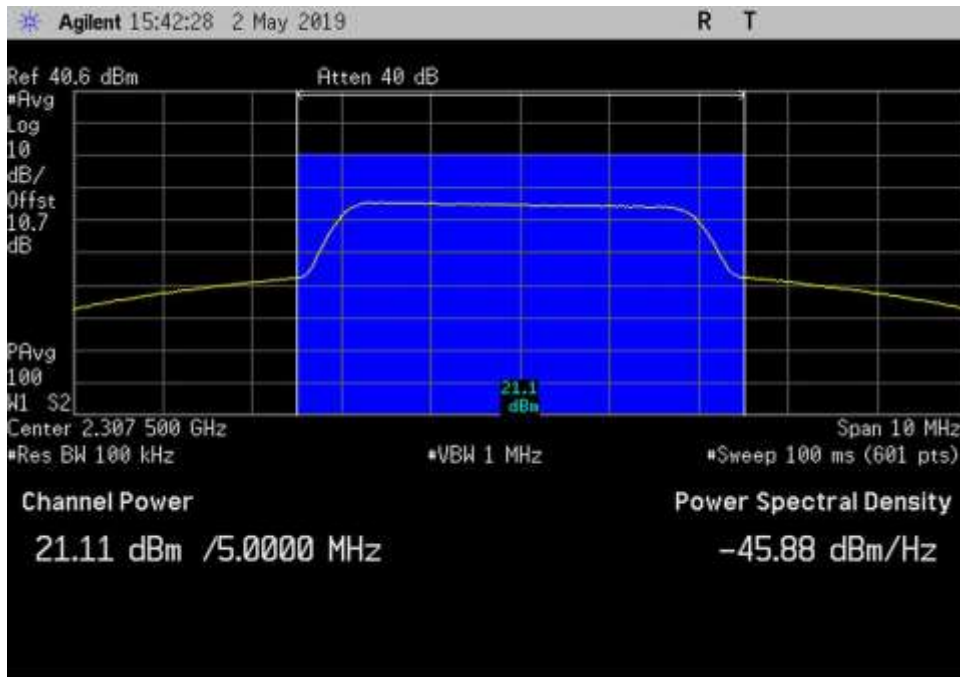 Agilent 15:42:28 2 May 2019 R T
Ref 40.6 dBm Atten 40 dB
#Avg
Log
10
dB/
Offst
10.7
dB
PAvg
100
W1 S2
21.1
dBm
Center 2.307 500 GHz Span 10 MHz
#Res BW 100 kHz #VBW 1 MHz #Sweep 100 ms (601 pts)
Channel Power Power Spectral Density
21.11 dBm /5.0000 MHz -45.88 dBm/Hz